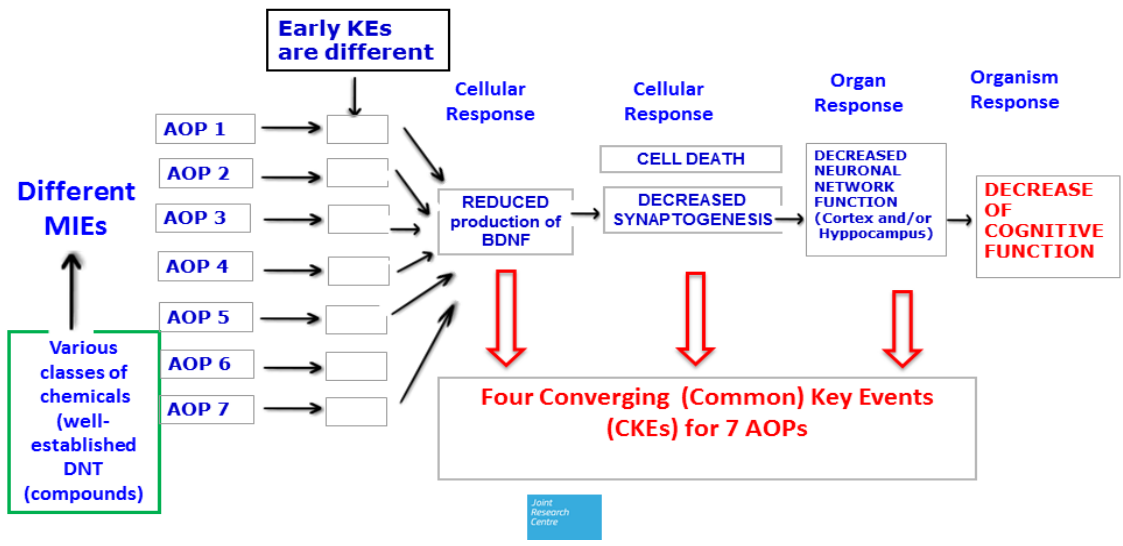 Early KEs
are different
Cellular
Response
Cellular
Response
Organ
Response
Organism
Response
AOP 1
AOP 2
AOP 3
AOP 4
AOP 5
AOP 6
AOP 7
Different
MIEs
Various
classes of
chemicals
(well-
established
DNT
(compounds)
REDUCED
production of
BDNF
CELL DEATH
DECREASED
SYNAPTOGENESIS
DECREASED
NEURONAL
NETWORK
FUNCTION
(Cortex and/or
Hyppocampus)
DECREASE
OF
COGNITIVE
FUNCTION
Four Converging (Common) Key Events
(CKEs) for 7 AOPs
Joint
Research
Centre